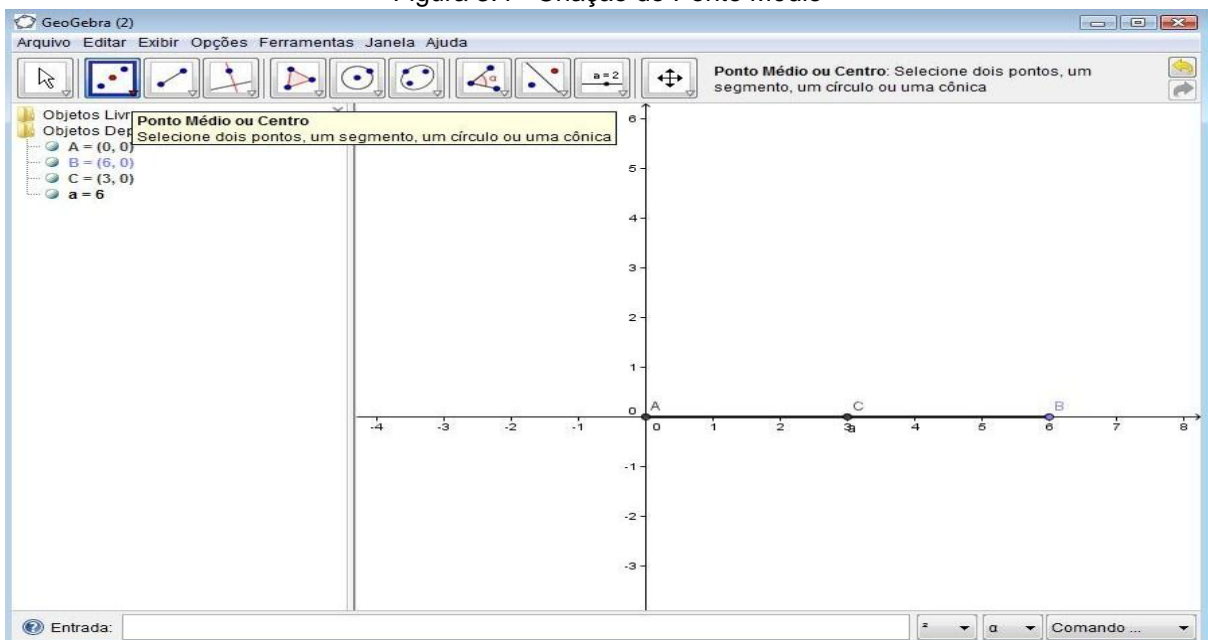 GeoGebra (2)
Arquivo Editar Exibir Opções Ferramentas Janela Ajuda
a = 2
Ponto Médio ou Centro: Selecione dois pontos, um
segmento, um círculo ou uma cônica
Objetos Livr
Ponto Médio ou Centro
Objetos Dep
Selecione dois pontos, um segmento, um círculo ou uma cônica
A = (0, 0)
B = (6, 0)
C = (3, 0)
a = 6
6
5
4
3
2
1
0 A C B
-4 -3 -2 -1 0 1 2 3 a 4 5 6 7 8
-1
-2
-3
Entrada:
² α Comando ...